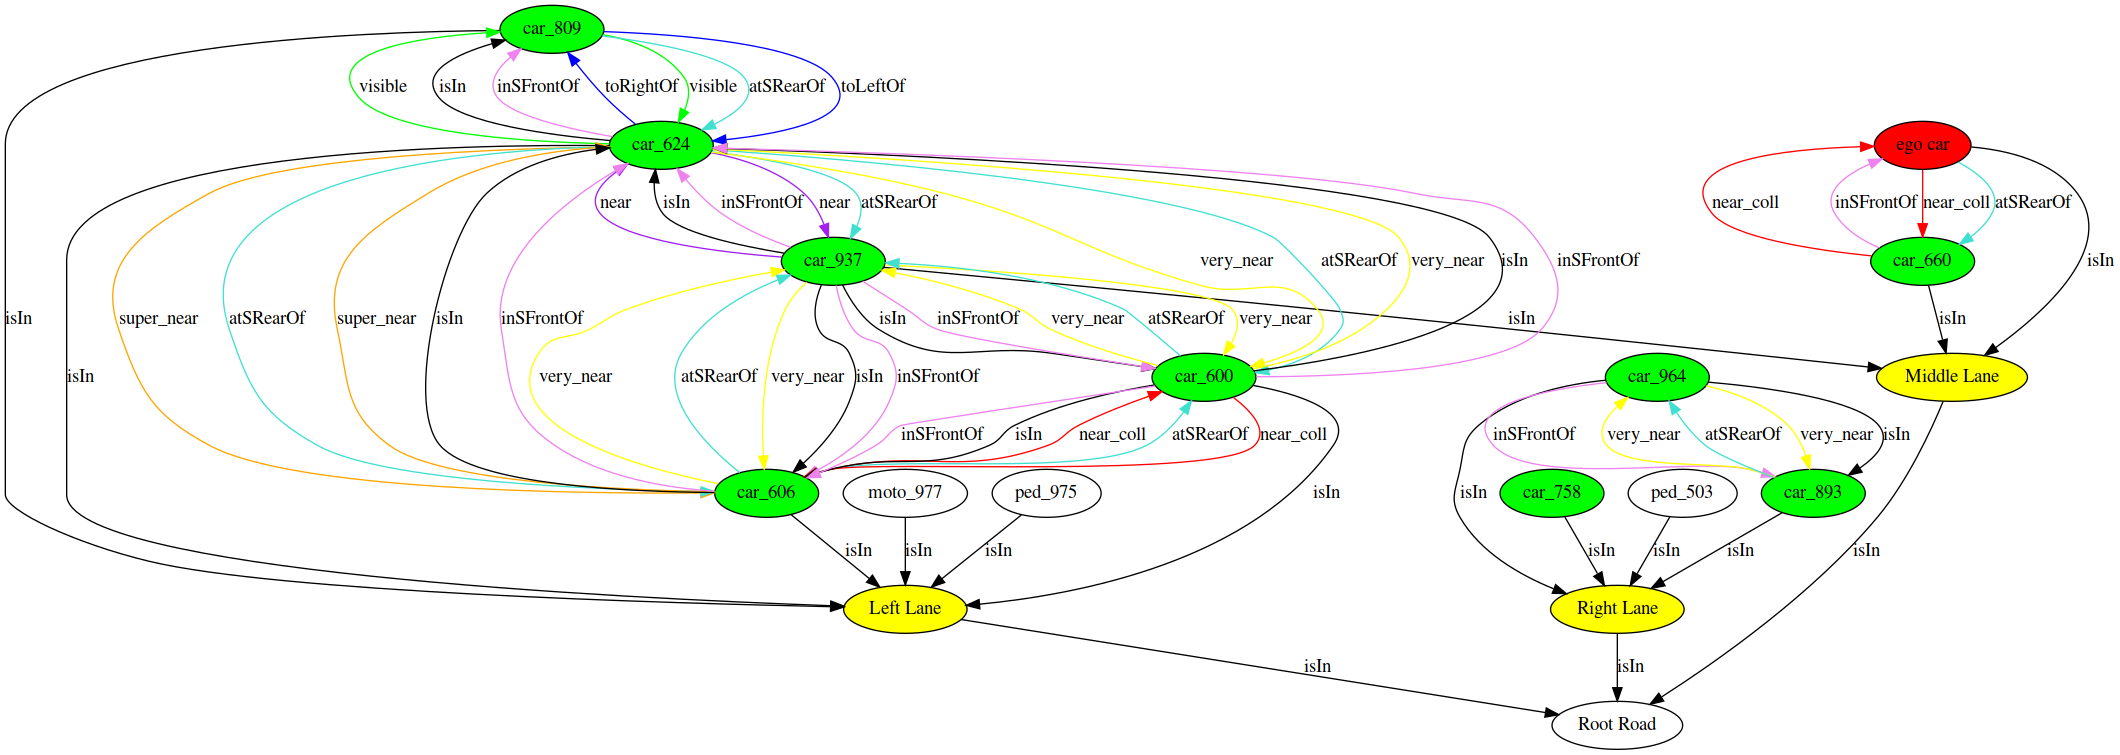 car_809
visible
isIn
inSFrontOf
toRightOf
visible
atSRearOf
toLeftOf
car_624
ego car
near
isIn
inSFrontOf
near
atSRearOf
near_coll
inSFrontOf
near_coll
atSRearOf
car_937
very_near
atSRearOf
very_near
isIn
inSFrontOf
car_660
isIn
isIn
super_near
atSRearOf
super_near
isIn
inSFrontOf
isIn
inSFrontOf
very_near
atSRearOf
very_near
isIn
isIn
isIn
very_near
atSRearOf
very_near
isIn
inSFrontOf
car_600
car_964
Middle Lane
inSFrontOf
isIn
near_coll
atSRearOf
near_coll
inSFrontOf
very_near
atSRearOf
very_near
isIn
car_606
moto_977
ped_975
isIn
isIn
car_758
ped_503
car_893
isIn
isIn
isIn
isIn
isIn
isIn
isIn
Left Lane
Right Lane
isIn
isIn
Root Road